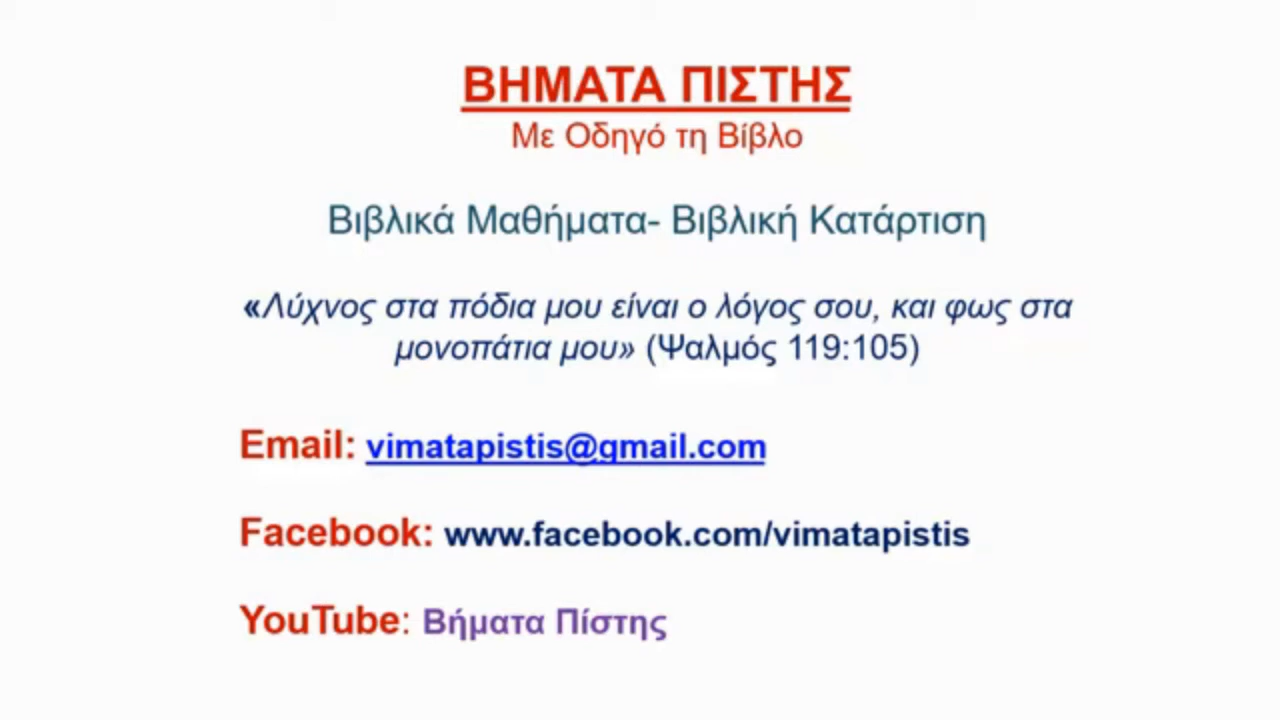 ΒΗΜΑΤΑ ΠΙΣΤΗΣ
Με Οδηγό τη Βίβλο
Βιβλικά Μαθήματα- Βιβλική Κατάρτιση
«Λύχνος στα πόδια μου είναι ο λόγος σου, και φως στα
μονοπάτια μου» (Ψαλμός 119:105)
Email: vimatapistis@gmail.com
Facebook: www.facebook.com/vimatapistis
YouTube: Βήματα Πίστης